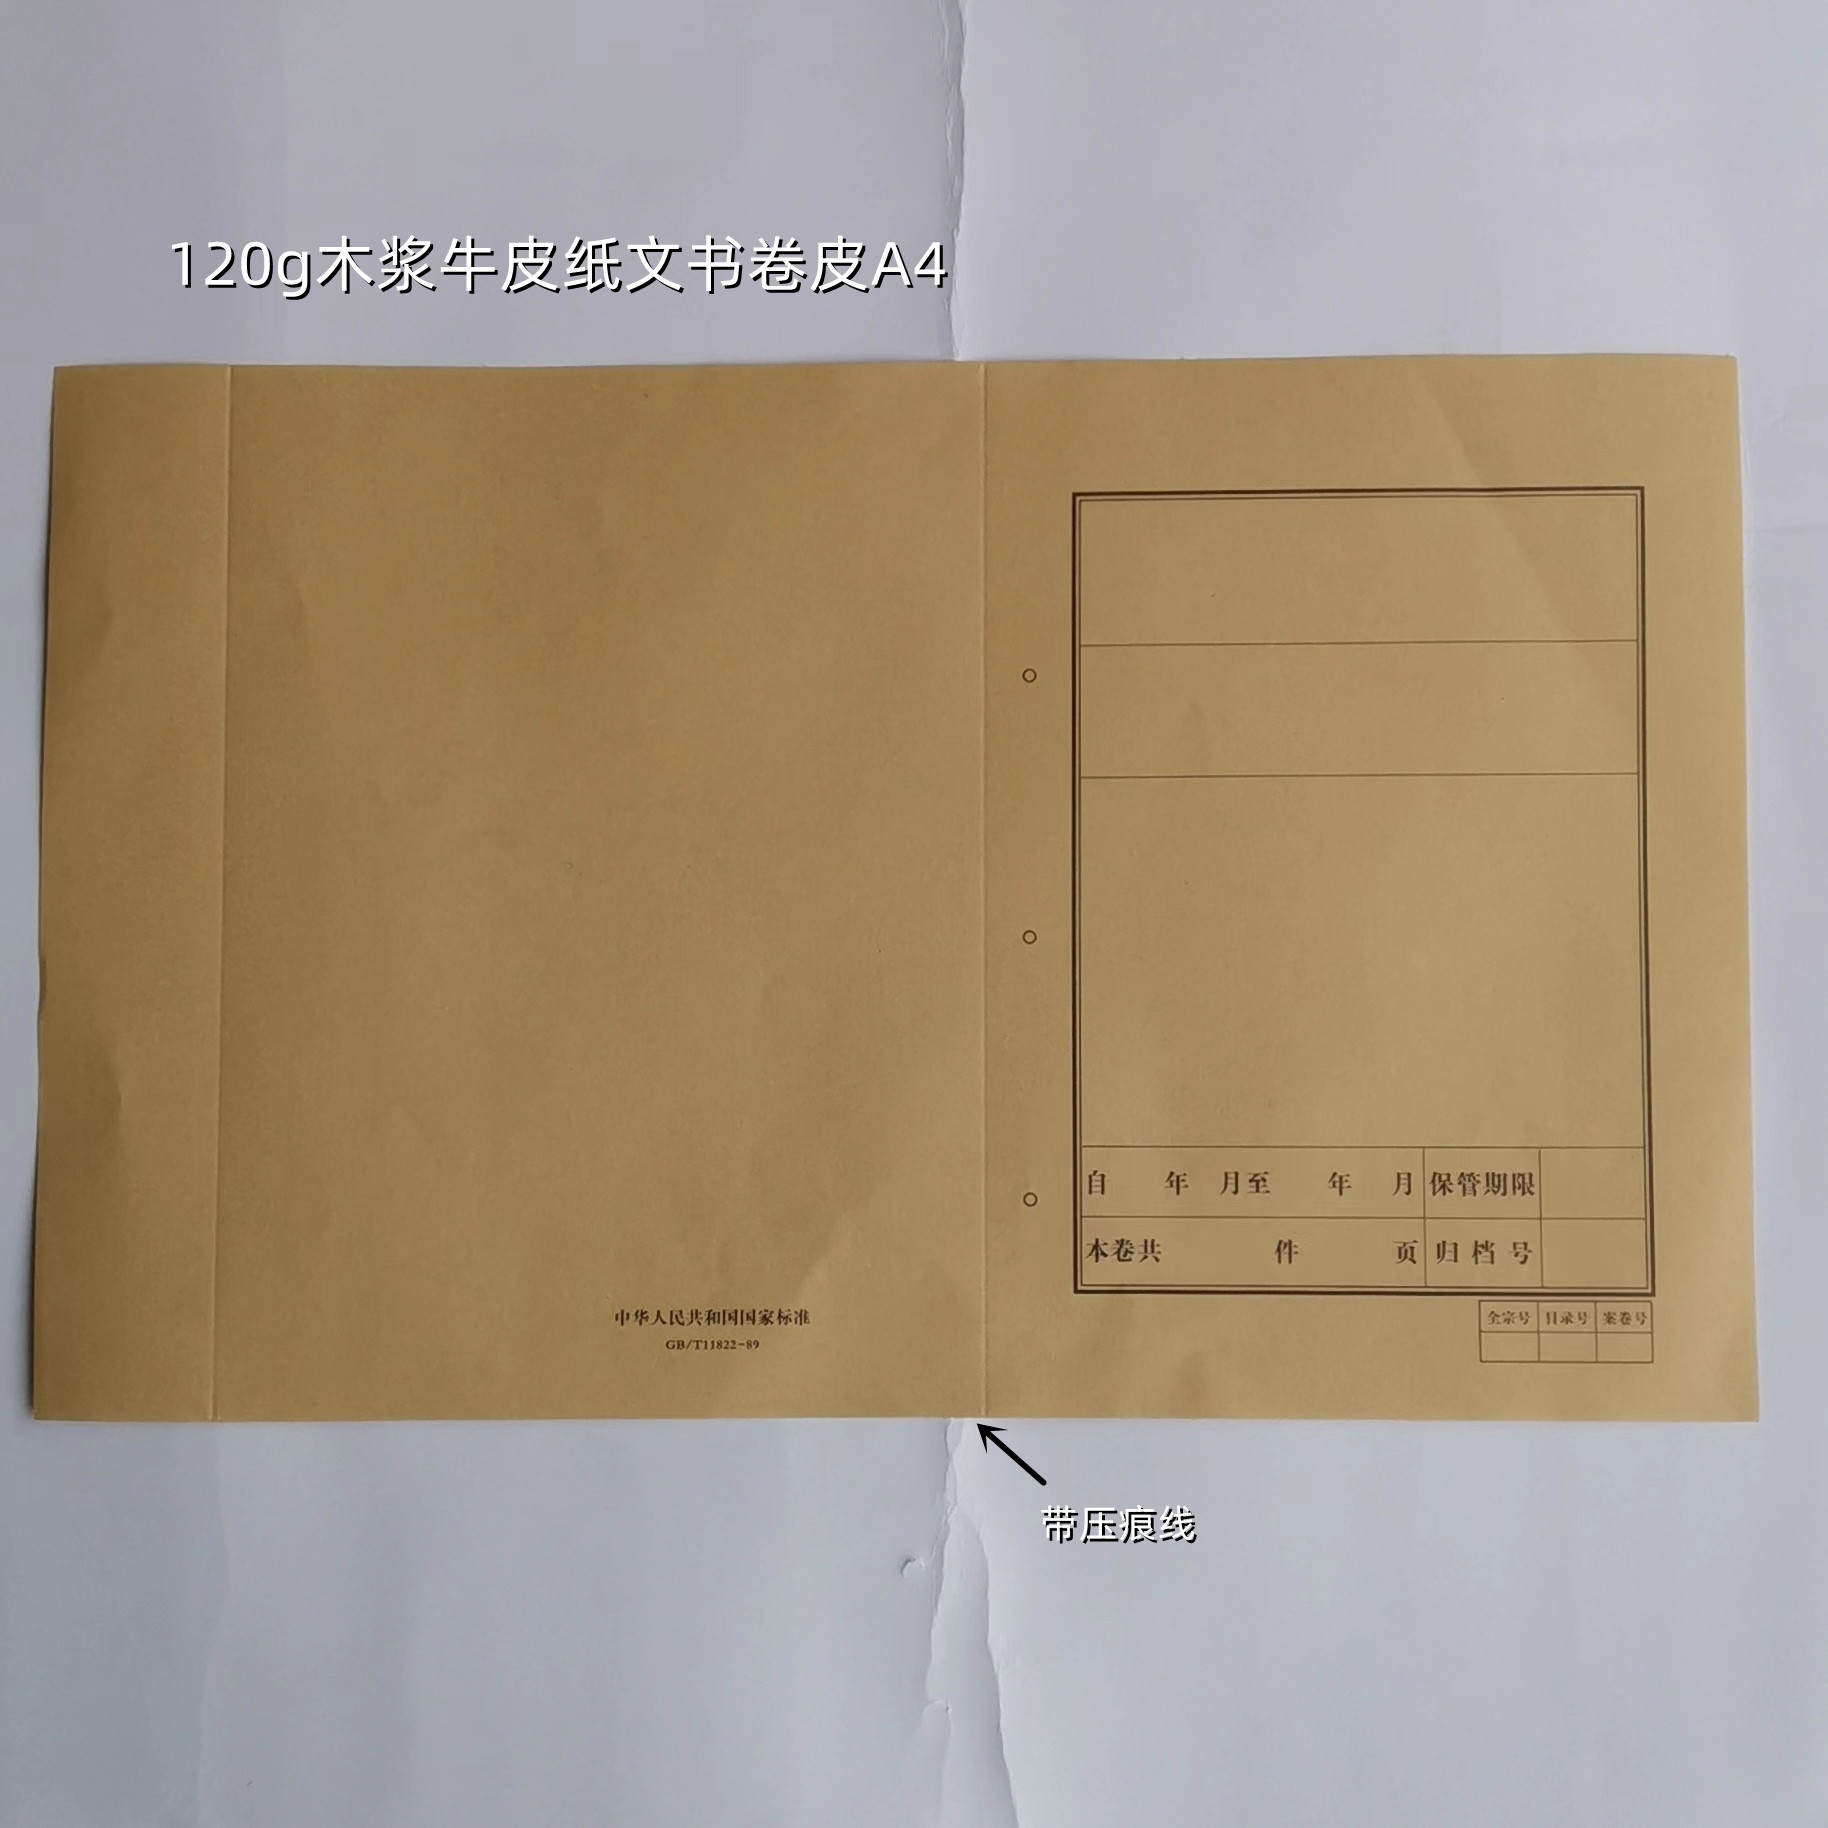 120g木浆牛皮纸文书卷皮A4
自 年 月至 年 月 保管期限
本卷共 件 页 归档号
全宗号 目录号 案卷号
中华人民共和国国家标准
GB/T11822-89
带压痕线